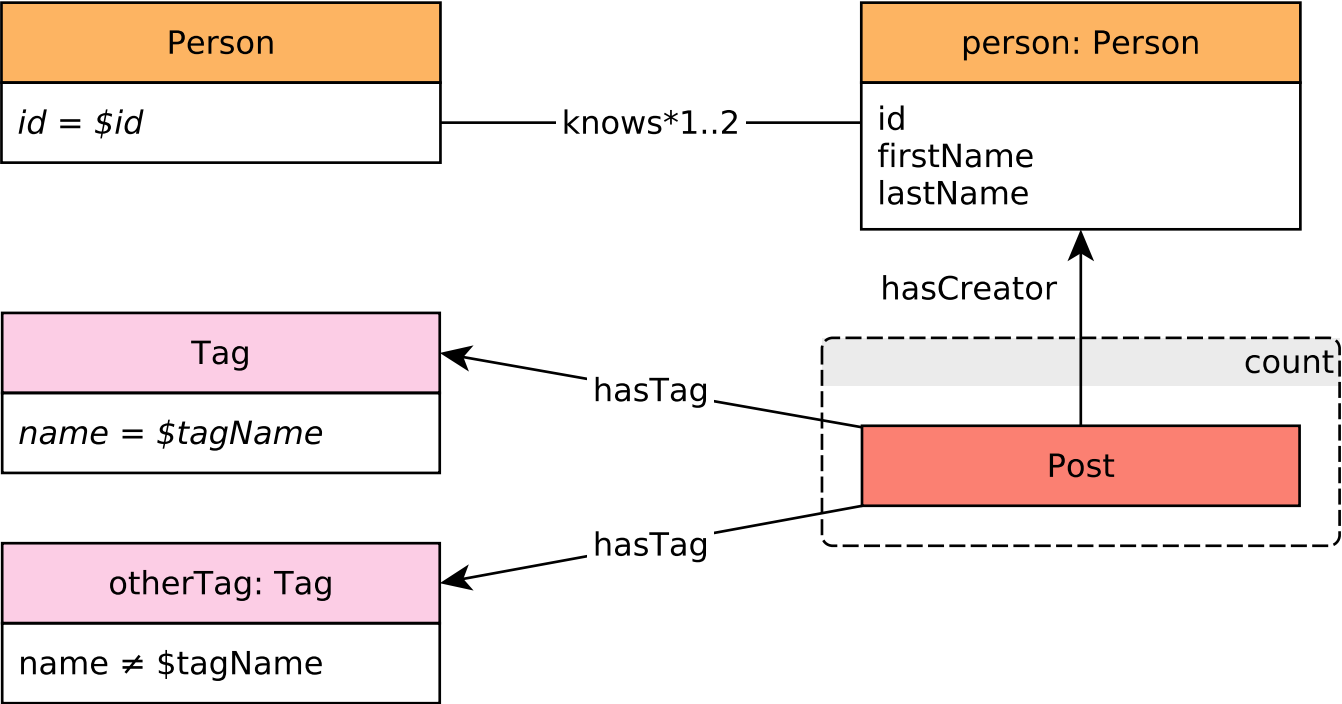 Person
id = $id
knows*1..2
person: Person
id
firstName
lastName
hasCreator
Tag
name = $tagName
hasTag
count
Post
hasTag
otherTag: Tag
name ≠ $tagName